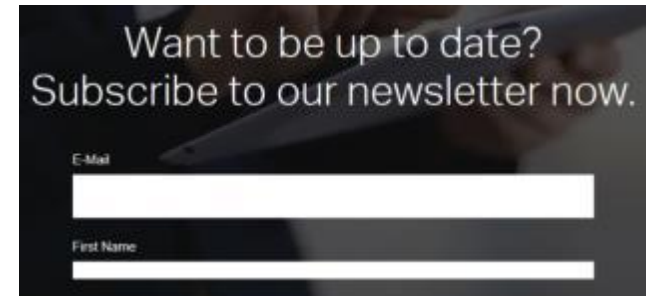 Want to be up to date?
Subscribe to our newsletter now.
E-Mail
First Name